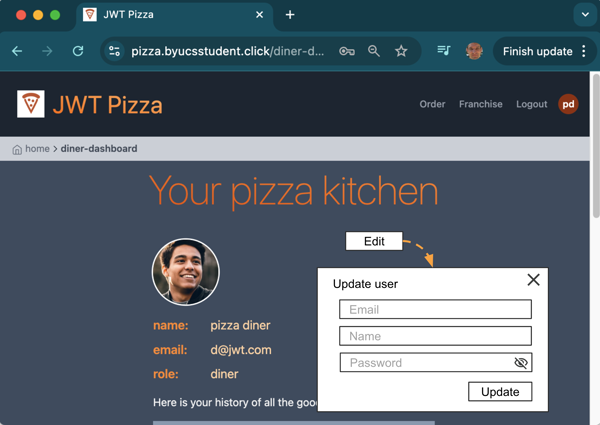 JWT Pizza
pizza.byucsstudent.click/diner-d...
Finish update
JWT Pizza
Order Franchise Logout pd
home > diner-dashboard
Your pizza kitchen
Edit
Update user
Email
Name
Password
Update
name: pizza diner
email: d@jwt.com
role: diner
Here is your history of all the goo